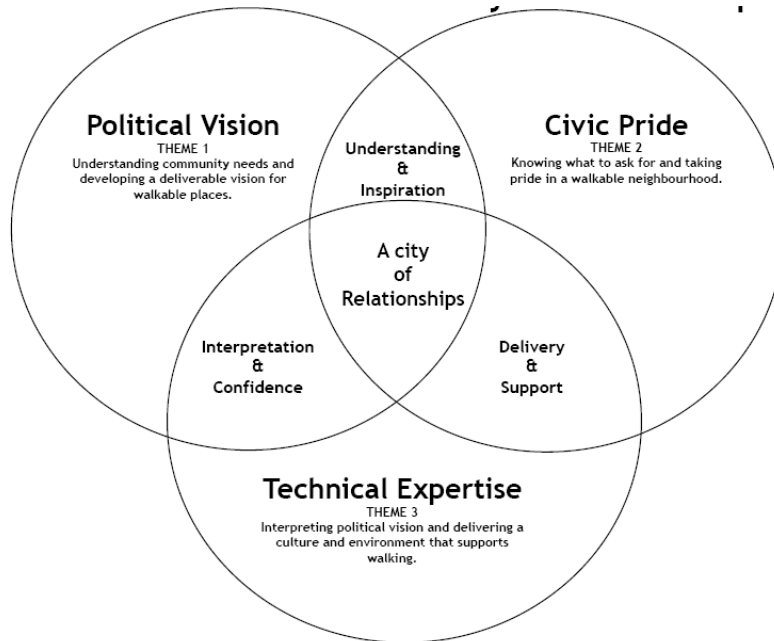 Political Vision
THEME 1
Understanding community needs and
developing a deliverable vision for
walkable places.
Civic Pride
THEME 2
Knowing what to ask for and taking
pride in a walkable neighbourhood.
Understanding
&
Inspiration
A city
of
Relationships
Interpretation
&
Confidence
Delivery
&
Support
Technical Expertise
THEME 3
Interpreting political vision and delivering a
culture and environment that supports
walking.